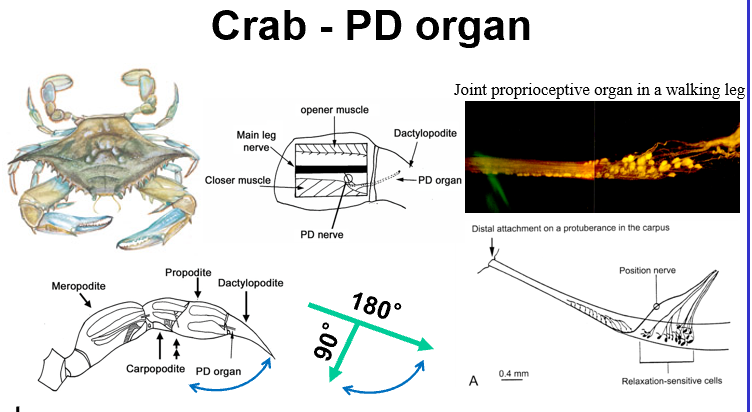 Crab - PD organ
Joint proprioceptive organ in a walking leg
opener muscle
Main leg
nerve
Dactylopodite
Closer muscle
PD organ
PD nerve
Distal attachment on a protuberance in the carpus
Position nerve
Meropodite
Propodite
Dactylopodite
Carpopodite
PD organ
180°
90°
A
0.4 mm
Relaxation-sensitive cells